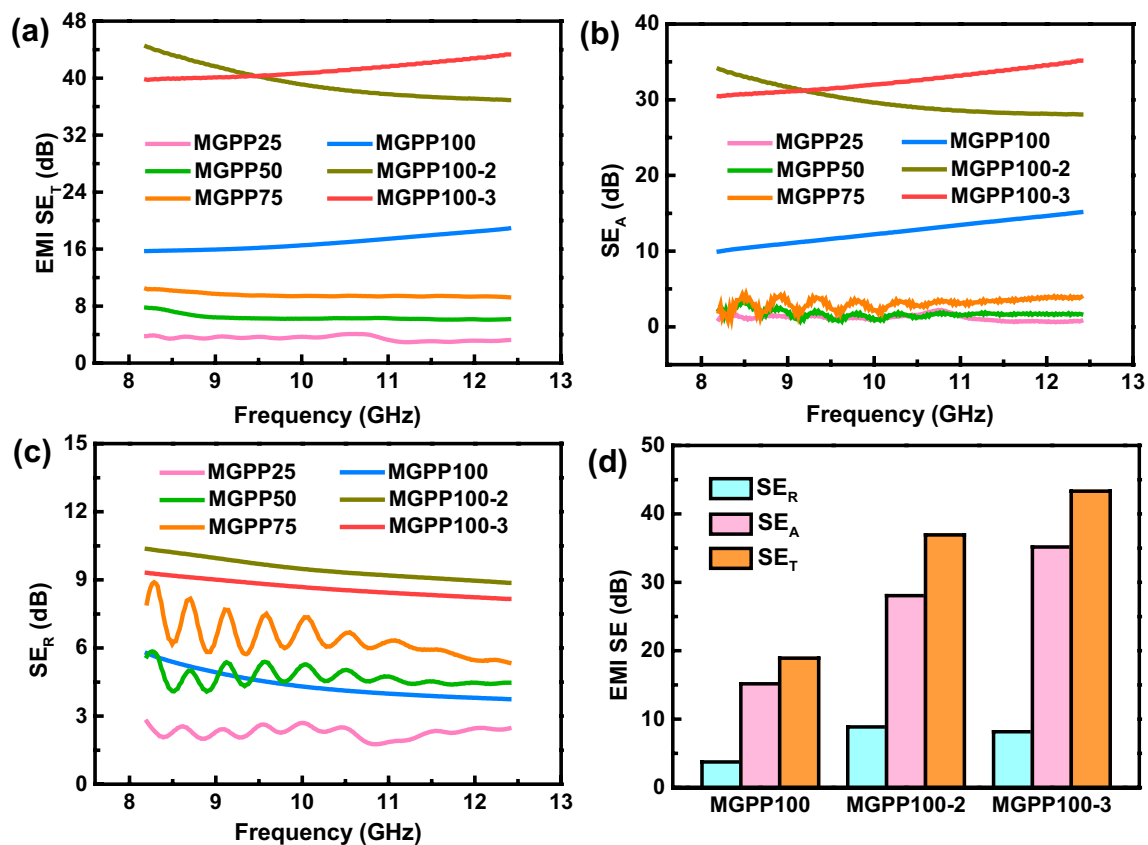 (a)
EMI SE_T (dB)
48
40
32
24
16
8
0
MGPP25
MGPP50
MGPP75
MGPP100
MGPP100-2
MGPP100-3
8 9 10 11 12 13
Frequency (GHz)
(b)
SE_A (dB)
40
30
20
10
0
MGPP25
MGPP50
MGPP75
MGPP100
MGPP100-2
MGPP100-3
8 9 10 11 12 13
Frequency (GHz)
(c)
SE_R (dB)
15
12
9
6
3
0
MGPP25
MGPP50
MGPP75
MGPP100
MGPP100-2
MGPP100-3
8 9 10 11 12 13
Frequency (GHz)
(d)
EMI SE (dB)
50
40
30
20
10
0
SE_R
SE_A
SE_T
MGPP100 MGPP100-2 MGPP100-3